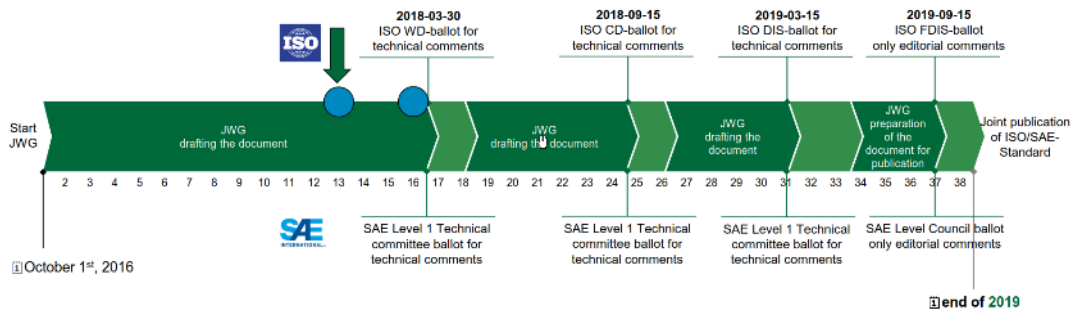 2018-03-30
ISO WD-ballot for
technical comments
2018-09-15
ISO CD-ballot for
technical comments
2019-03-15
ISO DIS-ballot for
technical comments
2019-09-15
ISO FDIS-ballot
only editorial comments
ISO
Start
JWG
JWG
drafting the document
JWG
drafting the document
JWG
drafting the
document
JWG
preparation
of the
document for
publication
Joint publication
of ISO/SAE-
Standard
2 3 4 5 6 7 8 9 10 11 12 13 14 15 16 17 18 19 20 21 22 23 24 25 26 27 28 29 30 31 32 33 34 35 36 37 38
SAE
INTERNATIONAL
SAE Level 1 Technical
committee ballot for
technical comments
SAE Level 1 Technical
committee ballot for
technical comments
SAE Level 1 Technical
committee ballot for
technical comments
SAE Level Council ballot
only editorial comments
October 1st, 2016
end of 2019